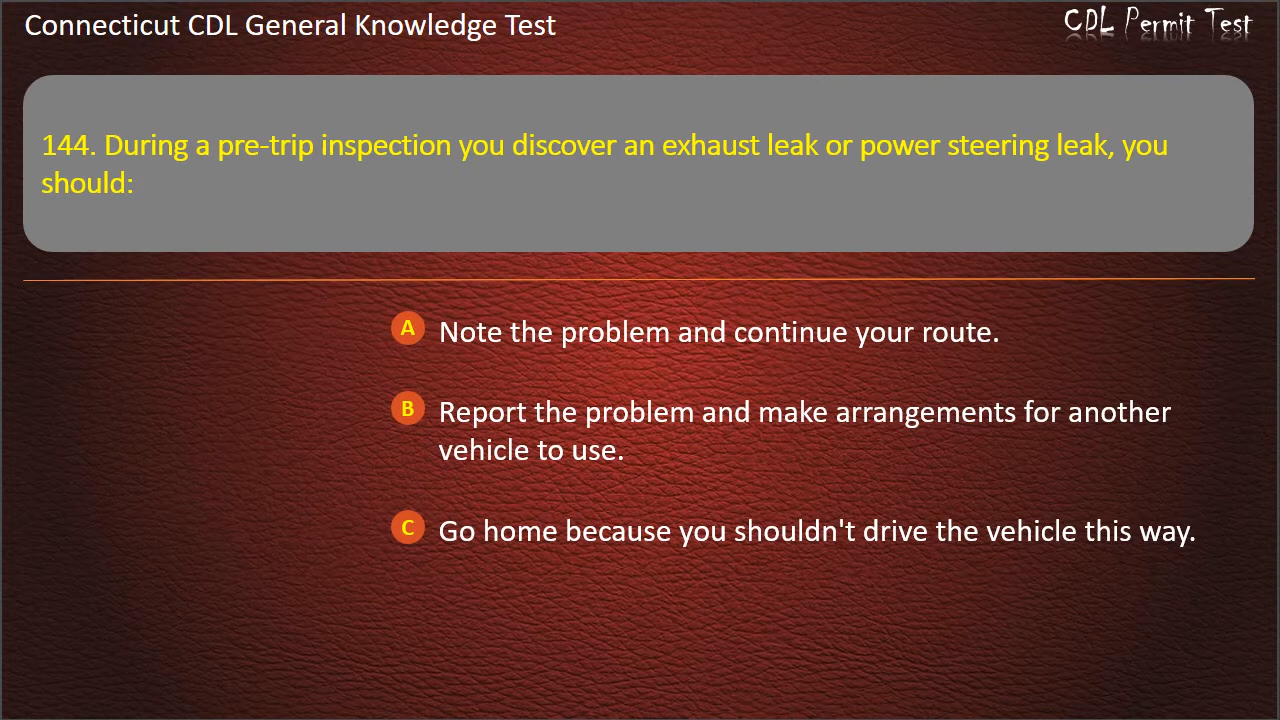 Connecticut CDL General Knowledge Test
CDL Permit Test
144. During a pre-trip inspection you discover an exhaust leak or power steering leak, you
should:
A Note the problem and continue your route.
B Report the problem and make arrangements for another
vehicle to use.
C Go home because you shouldn't drive the vehicle this way.